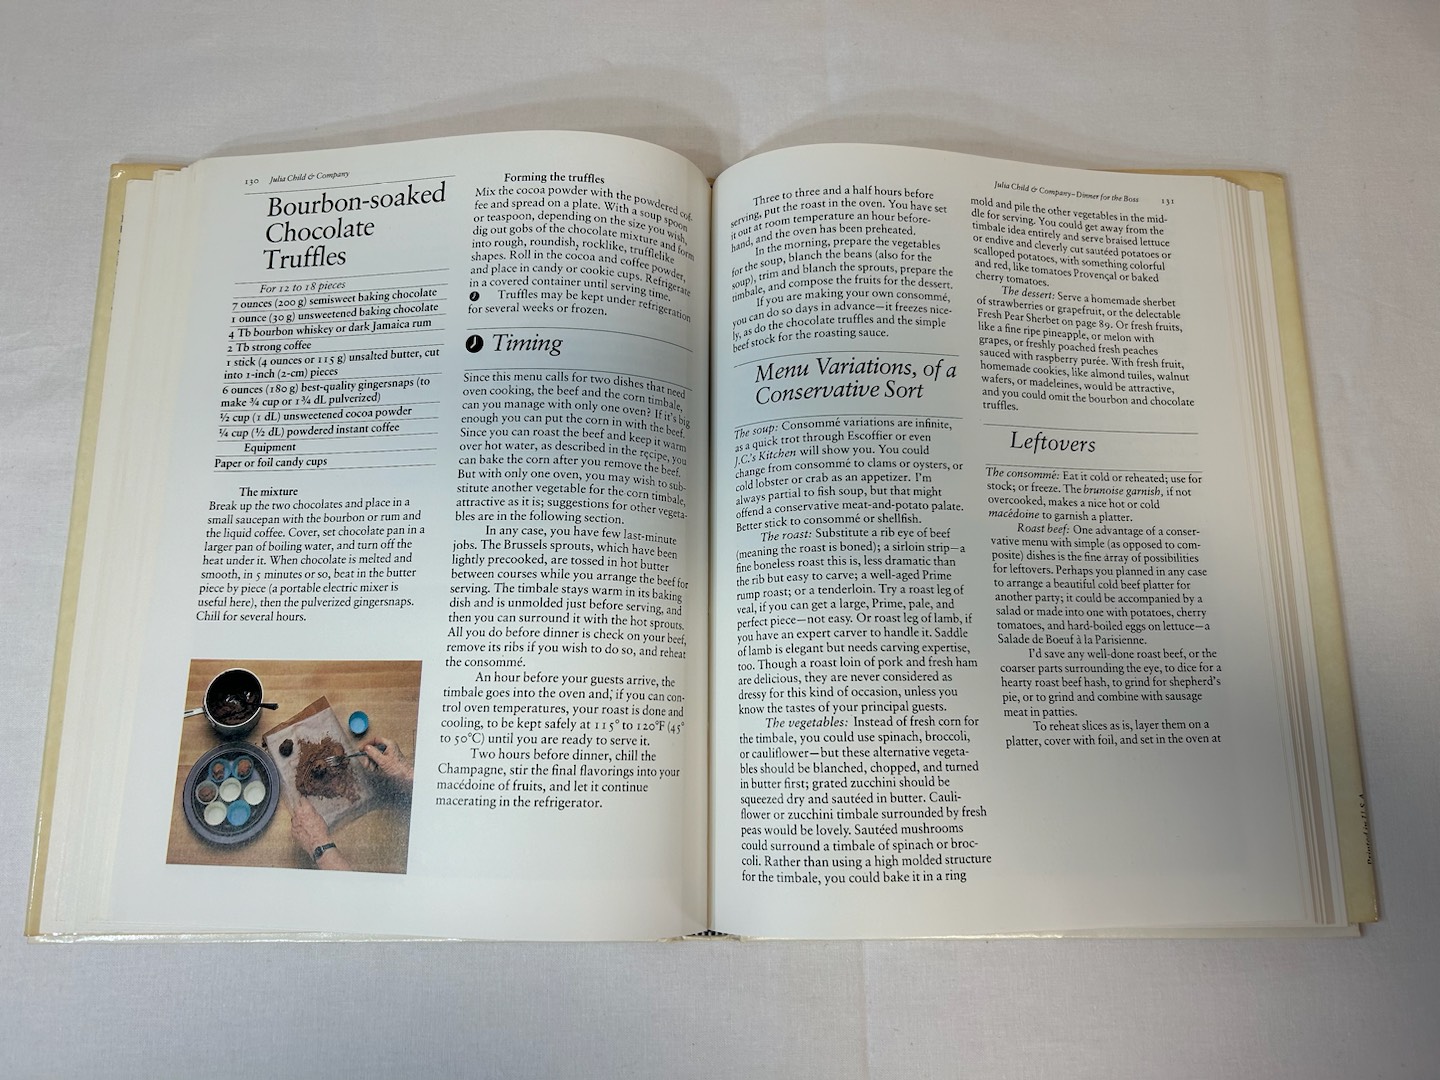 130 Julia Child & Company
Bourbon-soaked
Chocolate
Truffles
For 12 to 18 pieces
7 ounces (200 g) semisweet baking chocolate
1 ounce (30 g) unsweetened baking chocolate
4 Tb bourbon whiskey or dark Jamaica rum
2 Tb strong coffee
1 stick (4 ounces or 115 g) unsalted butter, cut
into 1-inch (2-cm) pieces
6 ounces (180 g) best-quality gingersnaps (to
make ¾ cup or 1¾ dL pulverized)
½ cup (1 dL) unsweetened cocoa powder
¼ cup (½ dL) powdered instant coffee
Equipment
Paper or foil candy cups
The mixture
Break up the two chocolates and place in a
small saucepan with the bourbon or rum and
the liquid coffee. Cover, set chocolate pan in a
larger pan of boiling water, and turn off the
heat under it. When chocolate is melted and
smooth, in 5 minutes or so, beat in the butter
piece by piece (a portable electric mixer is
useful here), then the pulverized gingersnaps.
Chill for several hours.
Forming the truffles
Mix the cocoa powder with the powdered cof-
fee and spread on a plate. With a soup spoon
or teaspoon, depending on the size you wish,
dig out gobs of the chocolate mixture and form
into rough, roundish, rocklike, trufflelike
shapes. Roll in the cocoa and coffee powder,
and place in candy or cookie cups. Refrigerate
in a covered container until serving time.
Truffles may be kept under refrigeration
for several weeks or frozen.
Timing
Since this menu calls for two dishes that need
oven cooking, the beef and the corn timbale,
can you manage with only one oven? If it's big
enough you can put the corn in with the beef.
Since you can roast the beef and keep it warm
over hot water, as described in the recipe, you
can bake the corn after you remove the beef.
But with only one oven, you may wish to sub-
stitute another vegetable for the corn timbale,
attractive as it is; suggestions for other vegeta-
bles are in the following section.
In any case, you have few last-minute
jobs. The Brussels sprouts, which have been
lightly precooked, are tossed in hot butter
between courses while you arrange the beef for
serving. The timbale stays warm in its baking
dish and is unmolded just before serving, and
then you can surround it with the hot sprouts.
All you do before dinner is check on your beef,
remove its ribs if you wish to do so, and reheat
the consommé.
An hour before your guests arrive, the
timbale goes into the oven and, if you can con-
trol oven temperatures, your roast is done and
cooling, to be kept safely at 115° to 120°F (45°
to 50°C) until you are ready to serve it.
Two hours before dinner, chill the
Champagne, stir the final flavorings into your
macédoine of fruits, and let it continue
macerating in the refrigerator.
Julia Child & Company–Dinner for the Boss 131
Three to three and a half hours before
serving, put the roast in the oven. You have set
it out at room temperature an hour before-
hand, and the oven has been preheated.
In the morning, prepare the vegetables
for the soup, blanch the beans (also for the
soup), trim and blanch the sprouts, prepare the
timbale, and compose the fruits for the dessert.
If you are making your own consommé,
you can do so days in advance—it freezes nice-
ly, as do the chocolate truffles and the simple
beef stock for the roasting sauce.
Menu Variations, of a
Conservative Sort
The soup: Consommé variations are infinite,
as a quick trot through Escoffier or even
J.C.'s Kitchen will show you. You could
change from consommé to clams or oysters, or
cold lobster or crab as an appetizer. I'm
always partial to fish soup, but that might
offend a conservative meat-and-potato palate.
Better stick to consommé or shellfish.
The roast: Substitute a rib eye of beef
(meaning the roast is boned); a sirloin strip—a
fine boneless roast this is, less dramatic than
the rib but easy to carve; a well-aged Prime
rump roast; or a tenderloin. Try a roast leg of
veal, if you can get a large, Prime, pale, and
perfect piece—not easy. Or roast leg of lamb, if
you have an expert carver to handle it. Saddle
of lamb is elegant but needs carving expertise,
too. Though a roast loin of pork and fresh ham
are delicious, they are never considered as
dressy for this kind of occasion, unless you
know the tastes of your principal guests.
The vegetables: Instead of fresh corn for
the timbale, you could use spinach, broccoli,
or cauliflower—but these alternative vegeta-
bles should be blanched, chopped, and turned
in butter first; grated zucchini should be
squeezed dry and sautéed in butter. Cauli-
flower or zucchini timbale surrounded by fresh
peas would be lovely. Sautéed mushrooms
could surround a timbale of spinach or broc-
coli. Rather than using a high molded structure
for the timbale, you could bake it in a ring
mold and pile the other vegetables in the mid-
dle for serving. You could get away from the
timbale idea entirely and serve braised lettuce
or endive and cleverly cut sautéed potatoes or
scalloped potatoes, with something colorful
and red, like tomatoes Provençal or baked
cherry tomatoes.
The dessert: Serve a homemade sherbet
of strawberries or grapefruit, or the delectable
Fresh Pear Sherbet on page 89. Or fresh fruits,
like a fine ripe pineapple, or melon with
grapes, or freshly poached fresh peaches
sauced with raspberry purée. With fresh fruit,
homemade cookies, like almond tuiles, walnut
wafers, or madeleines, would be attractive,
and you could omit the bourbon and chocolate
truffles.
Leftovers
The consommé: Eat it cold or reheated; use for
stock; or freeze. The brunoise garnish, if not
overcooked, makes a nice hot or cold
macédoine to garnish a platter.
Roast beef: One advantage of a conser-
vative menu with simple (as opposed to com-
posite) dishes is the fine array of possibilities
for leftovers. Perhaps you planned in any case
to arrange a beautiful cold beef platter for
another party; it could be accompanied by a
salad or made into one with potatoes, cherry
tomatoes, and hard-boiled eggs on lettuce—a
Salade de Boeuf à la Parisienne.
I'd save any well-done roast beef, or the
coarser parts surrounding the eye, to dice for a
hearty roast beef hash, to grind for shepherd's
pie, or to grind and combine with sausage
meat in patties.
To reheat slices as is, layer them on a
platter, cover with foil, and set in the oven at
Printed in U.S.A.